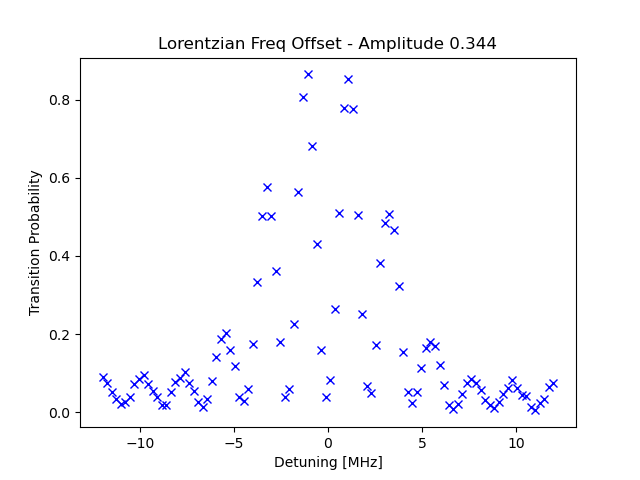 Lorentzian Freq Offset - Amplitude 0.344
Transition Probability
0.8
0.6
0.4
0.2
0.0
−10 −5 0 5 10
Detuning [MHz]